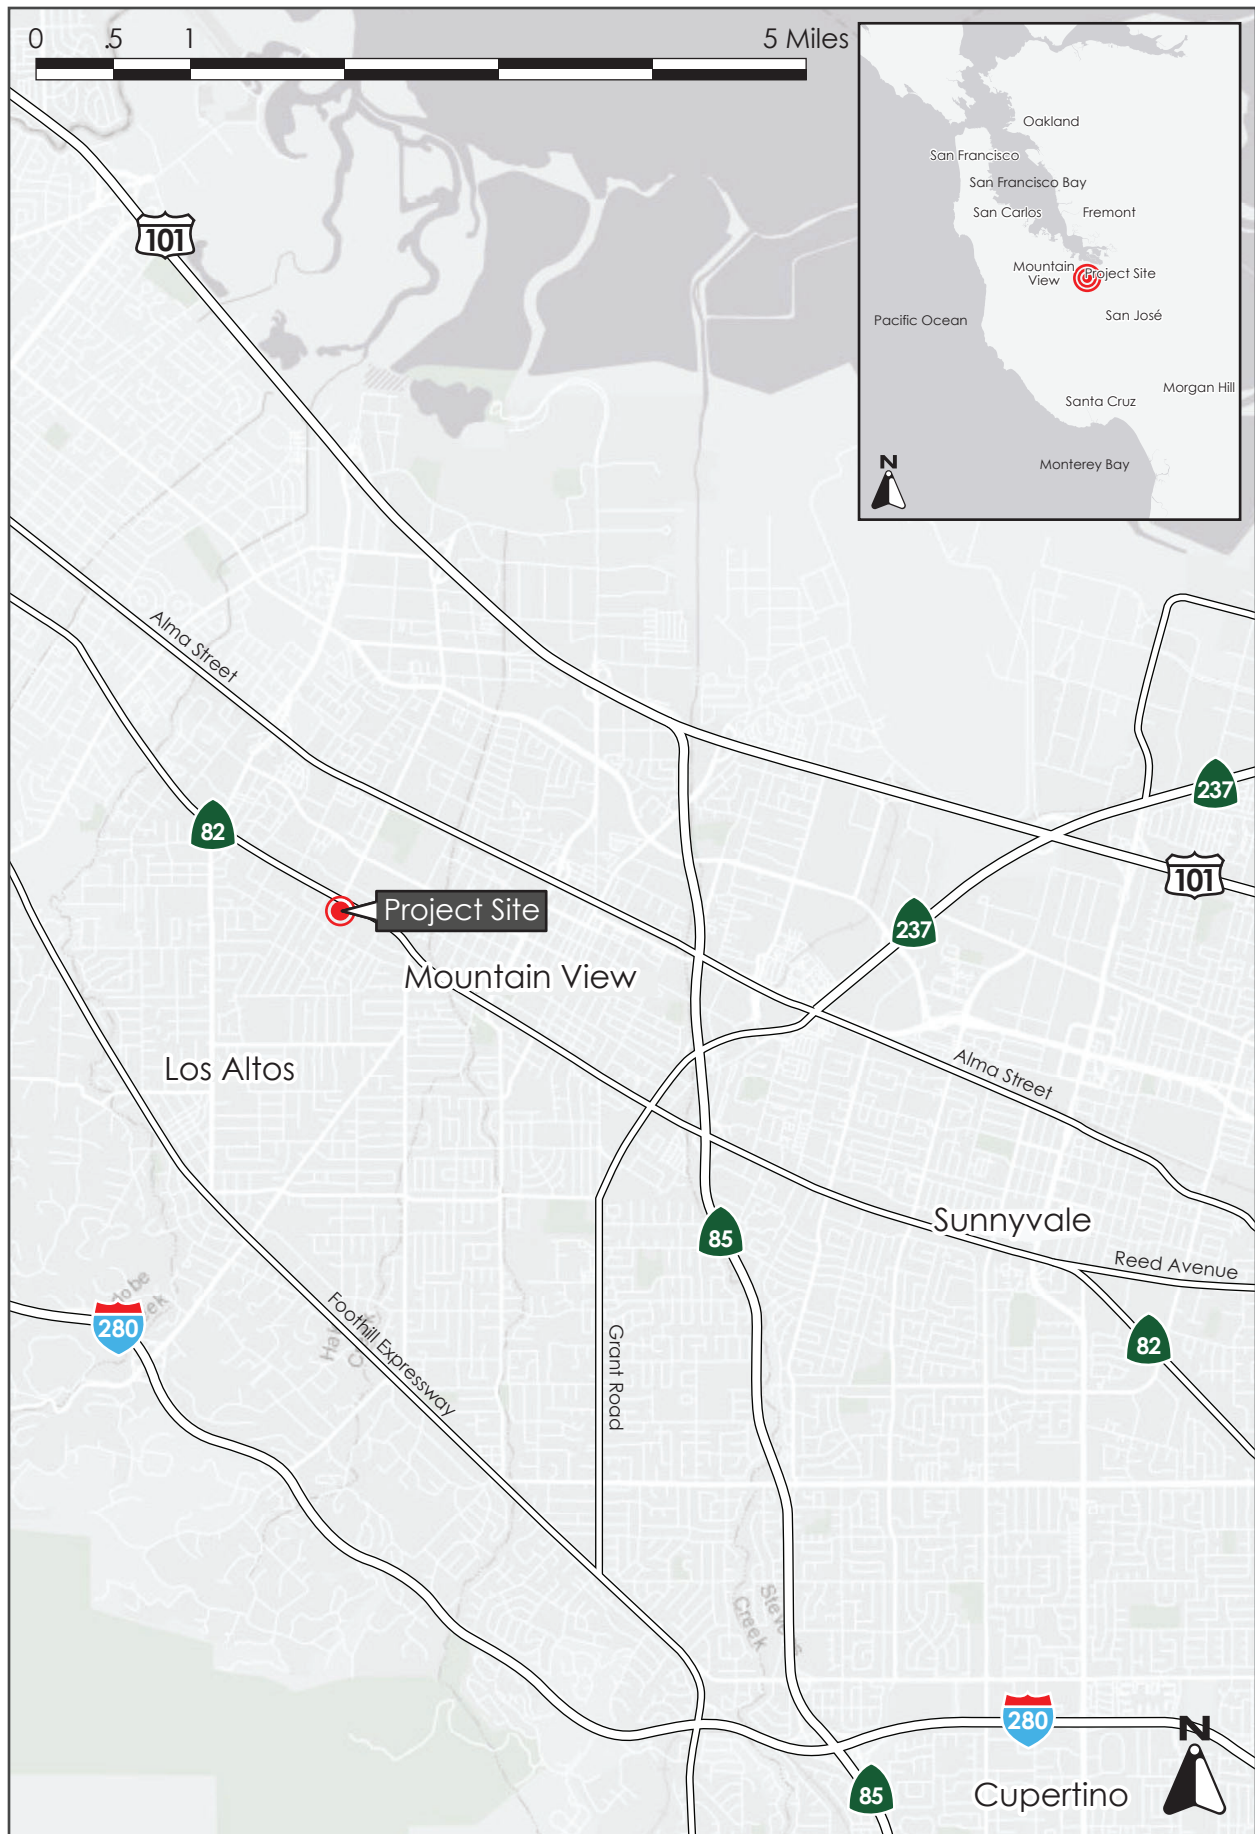 0 .5 1 5 Miles
Oakland
San Francisco
San Francisco Bay
San Carlos
Fremont
Mountain
View
Project Site
San José
Pacific Ocean
Morgan Hill
Santa Cruz
Monterey Bay
N
101
Alma Street
82
237
101
237
Project Site
Mountain View
Los Altos
Alma Street
Sunnyvale
85
Reed Avenue
280
Foothill Expressway
Grant Road
82
Creek
280
N
85
Cupertino